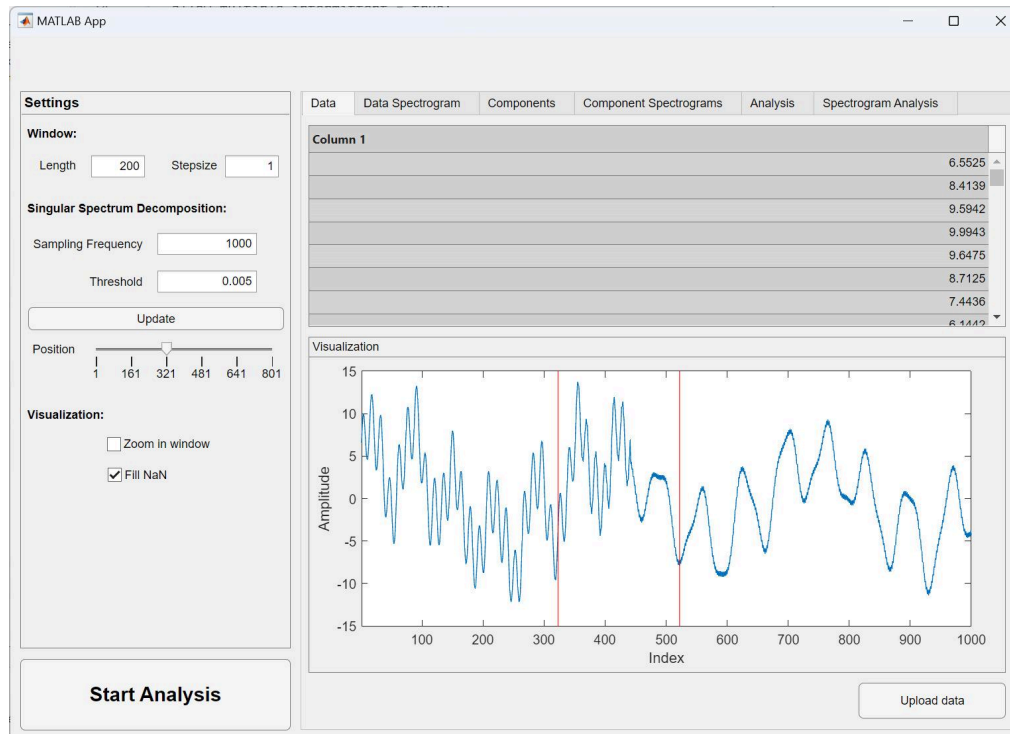 MATLAB App
Settings
Window:
Length 200 Stepsize 1
Singular Spectrum Decomposition:
Sampling Frequency 1000
Threshold 0.005
Update
Position
1 161 321 481 641 801
Visualization:
Zoom in window
Fill NaN
Start Analysis
Data Data Spectrogram Components Component Spectrograms Analysis Spectrogram Analysis
Column 1
6.5525
8.4139
9.5942
9.9943
9.6475
8.7125
7.4436
6.1442
Visualization
15
10
5
0
-5
-10
-15
Amplitude
100 200 300 400 500 600 700 800 900 1000
Index
Upload data